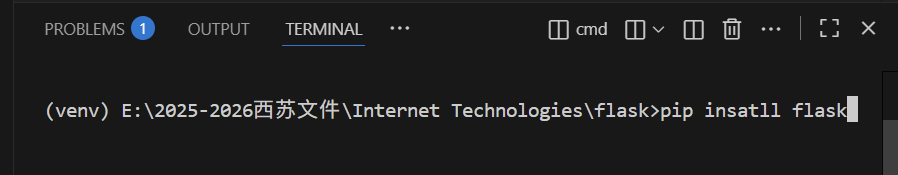 PROBLEMS 1 OUTPUT TERMINAL ··· cmd ···
(venv) E:\2025-2026西苏文件\Internet Technologies\flask>pip insatll flask